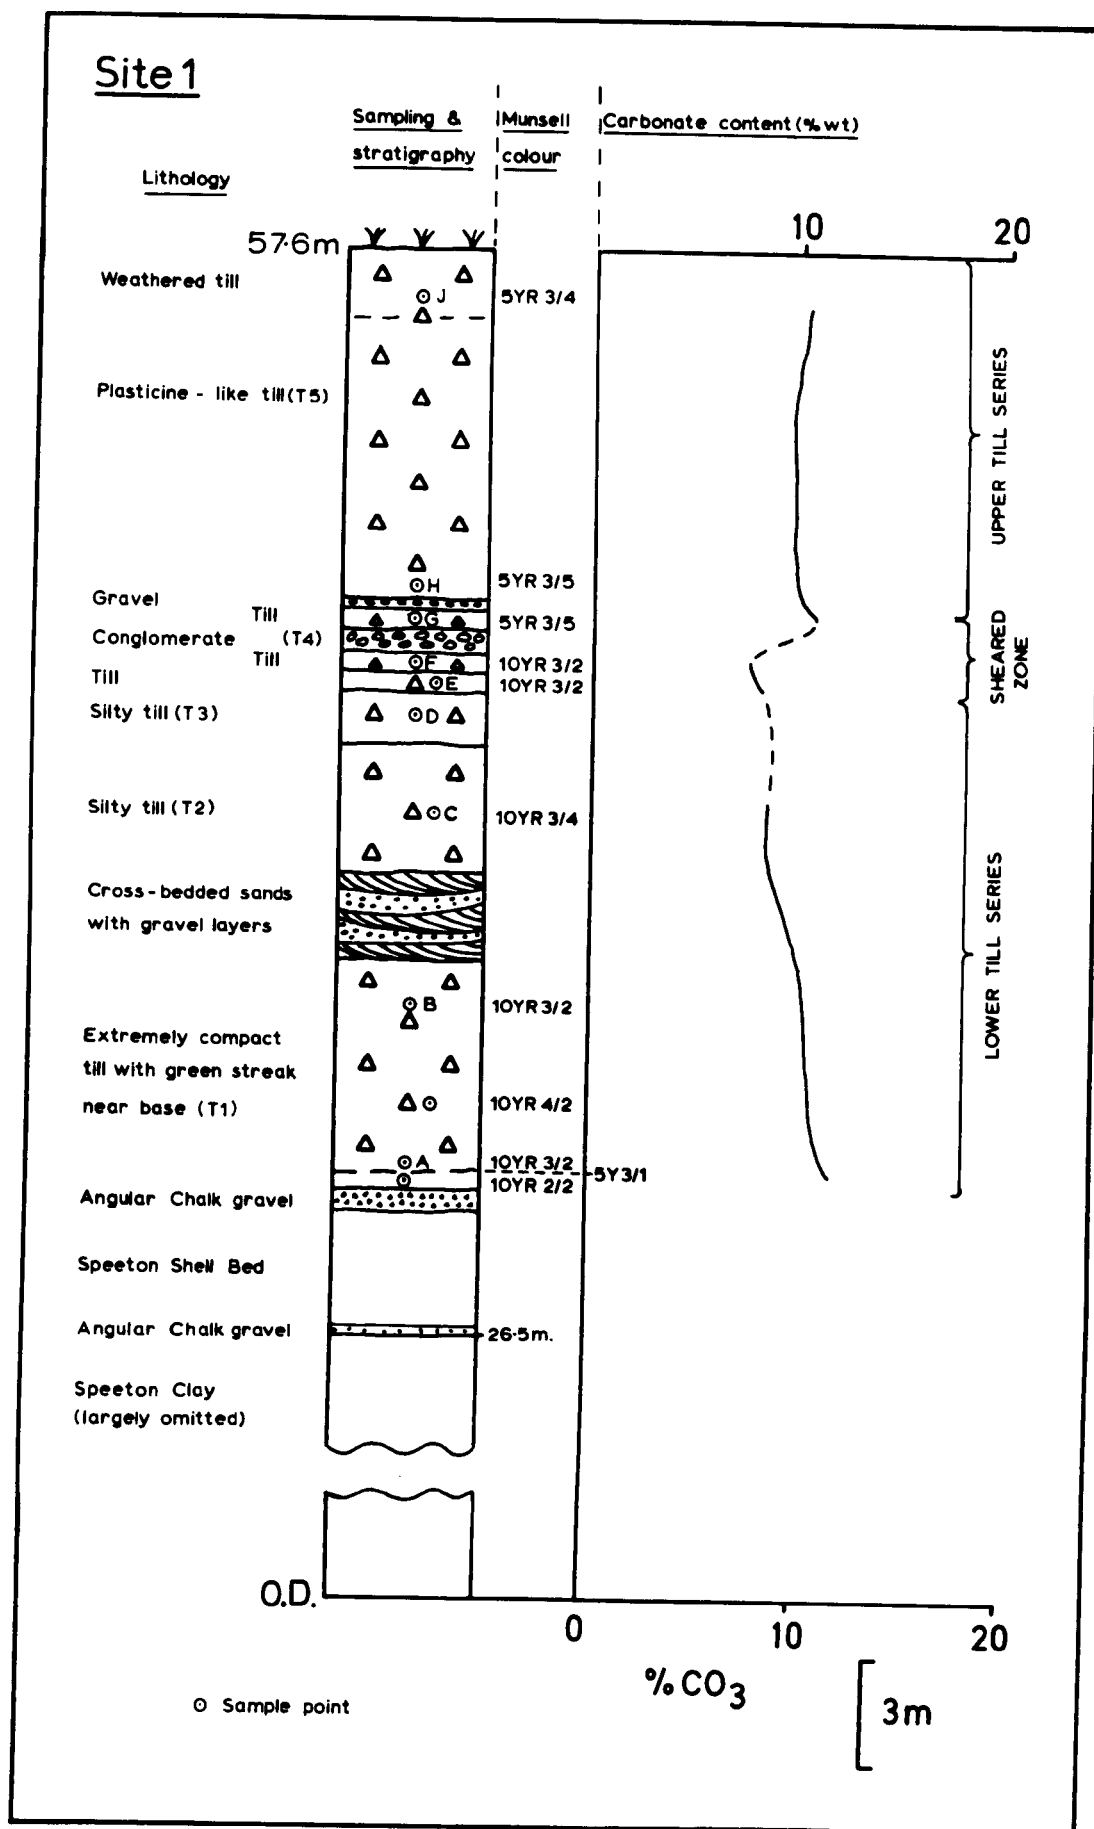 Site 1
Sampling &
stratigraphy
Munsell
colour
Carbonate content (% wt)
Lithology
10
20
57·6m
Weathered till
J
5YR 3/4
Plasticine - like till (T5)
UPPER TILL SERIES
H
5YR 3/5
Gravel
Till
G
5YR 3/5
Conglomerate
(T4)
Till
F
10YR 3/2
SHEARED
ZONE
Till
E
10YR 3/2
Silty till (T3)
D
Silty till (T2)
C
10YR 3/4
Cross-bedded sands
with gravel layers
LOWER TILL SERIES
B
10YR 3/2
Extremely compact
till with green streak
near base (T1)
10YR 4/2
A
10YR 3/2
5Y3/1
10YR 2/2
Angular Chalk gravel
Speeton Shell Bed
Angular Chalk gravel
26·5m.
Speeton Clay
(largely omitted)
O.D.
0
10
20
% CO3
3m
⊙ Sample point